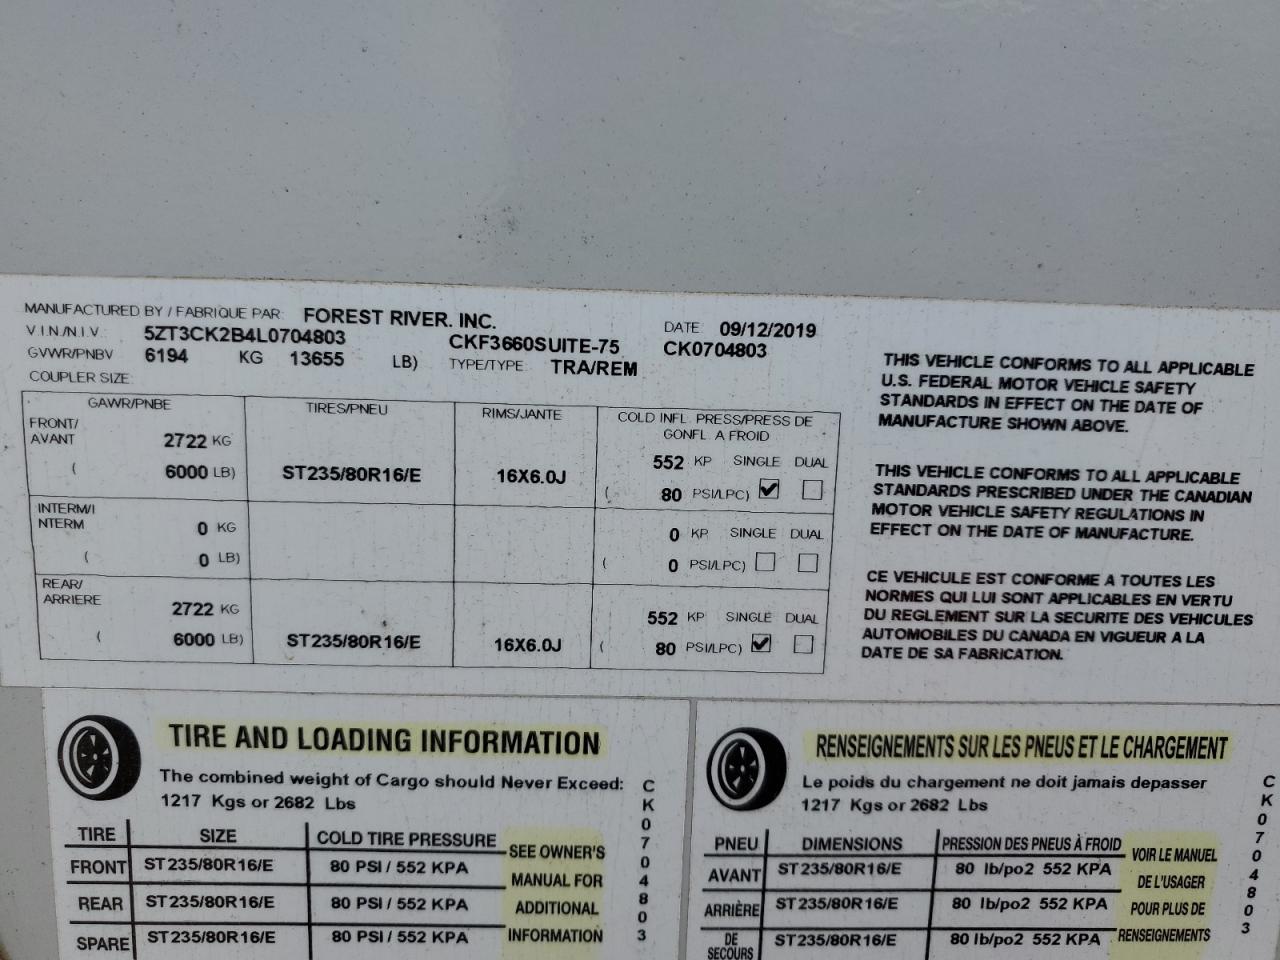 MANUFACTURED BY / FABRIQUE PAR: FOREST RIVER. INC.
V.I.N./N.I.V.: 5ZT3CK2B4L0704803 CKF3660SUITE-75
DATE: 09/12/2019
CK0704803
GVWR/PNBV 6194 KG 13655 LB) TYPE/TYPE: TRA/REM
COUPLER SIZE:
GAWR/PNBE TIRES/PNEU RIMS/JANTE COLD INFL. PRESS/PRESS DE
GONFL. A FROID
FRONT/
AVANT 2722 KG 552 KP SINGLE DUAL
( 6000 LB) ST235/80R16/E 16X6.0J ( 80 PSI/LPC)
INTERM/I
NTERM 0 KG 0 KP SINGLE DUAL
( 0 LB) ( 0 PSI/LPC)
REAR/
ARRIERE 2722 KG 552 KP SINGLE DUAL
( 6000 LB) ST235/80R16/E 16X6.0J ( 80 PSI/LPC)
THIS VEHICLE CONFORMS TO ALL APPLICABLE
U.S. FEDERAL MOTOR VEHICLE SAFETY
STANDARDS IN EFFECT ON THE DATE OF
MANUFACTURE SHOWN ABOVE.
THIS VEHICLE CONFORMS TO ALL APPLICABLE
STANDARDS PRESCRIBED UNDER THE CANADIAN
MOTOR VEHICLE SAFETY REGULATIONS IN
EFFECT ON THE DATE OF MANUFACTURE.
CE VEHICULE EST CONFORME A TOUTES LES
NORMES QUI LUI SONT APPLICABLES EN VERTU
DU REGLEMENT SUR LA SECURITE DES VEHICULES
AUTOMOBILES DU CANADA EN VIGUEUR A LA
DATE DE SA FABRICATION.
TIRE AND LOADING INFORMATION
The combined weight of Cargo should Never Exceed:
1217 Kgs or 2682 Lbs
TIRE SIZE COLD TIRE PRESSURE
FRONT ST235/80R16/E 80 PSI / 552 KPA
REAR ST235/80R16/E 80 PSI / 552 KPA
SPARE ST235/80R16/E 80 PSI / 552 KPA
SEE OWNER'S
MANUAL FOR
ADDITIONAL
INFORMATION
CK0704803
RENSEIGNEMENTS SUR LES PNEUS ET LE CHARGEMENT
Le poids du chargement ne doit jamais depasser
1217 Kgs or 2682 Lbs
PNEU DIMENSIONS PRESSION DES PNEUS À FROID
AVANT ST235/80R16/E 80 lb/po2 552 KPA
ARRIÈRE ST235/80R16/E 80 lb/po2 552 KPA
DE
SECOURS ST235/80R16/E 80 lb/po2 552 KPA
VOIR LE MANUEL
DE L'USAGER
POUR PLUS DE
RENSEIGNEMENTS
CK0704803